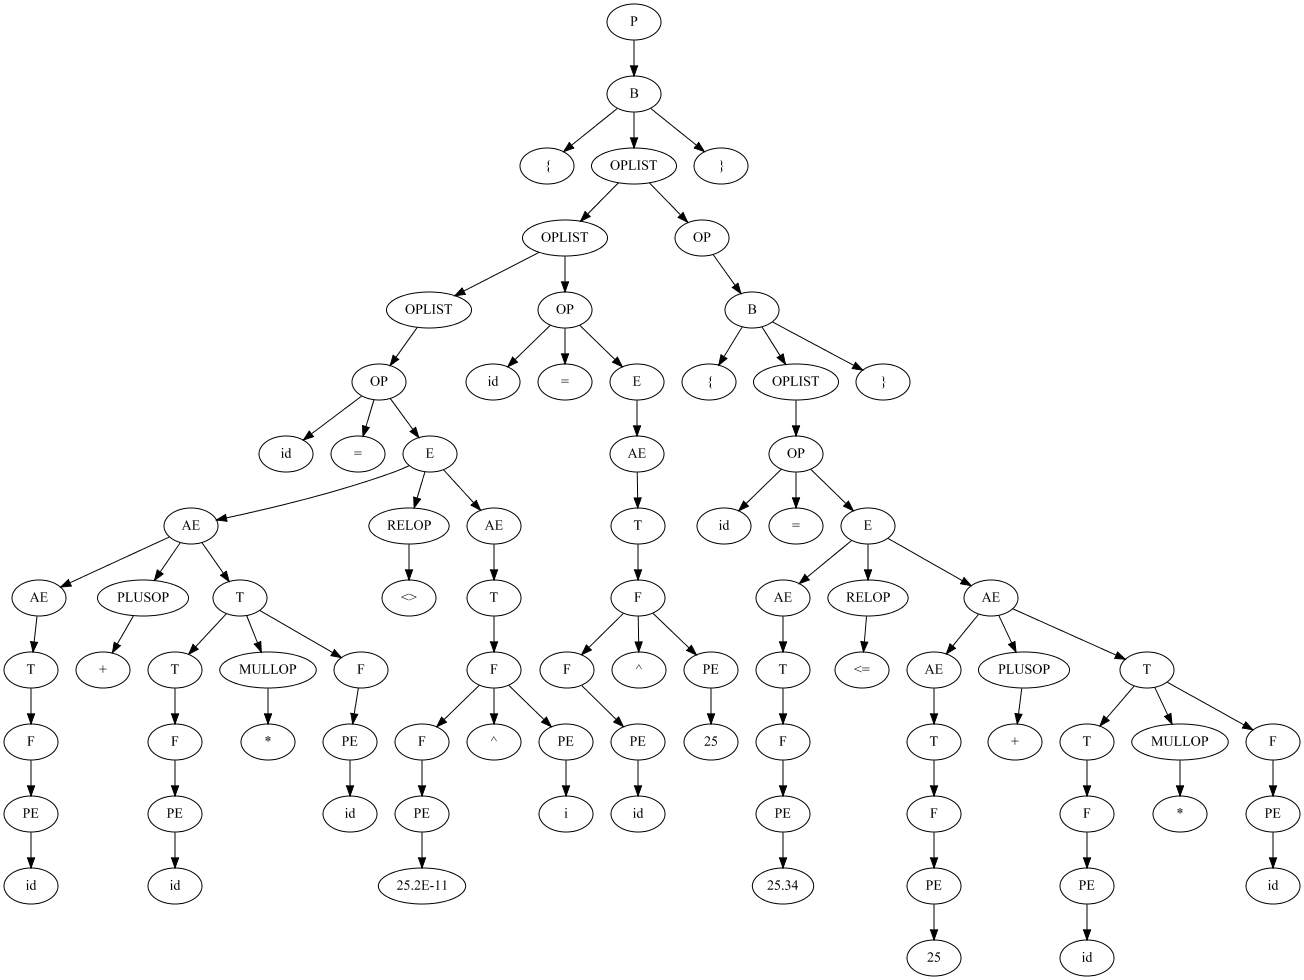 P
B
{ OPLIST }
OPLIST OP
OPLIST OP B
OP id = E { OPLIST }
id = E AE OP
AE RELOP AE T id = E
AE PLUSOP T <> T F AE RELOP AE
T + T MULLOP F F F ^ PE T <= AE PLUSOP T
F F * PE F ^ PE PE 25 F T + T MULLOP F
PE PE id PE i id PE F F * PE
id id 25.2E-11 25.34 PE PE id
25 id